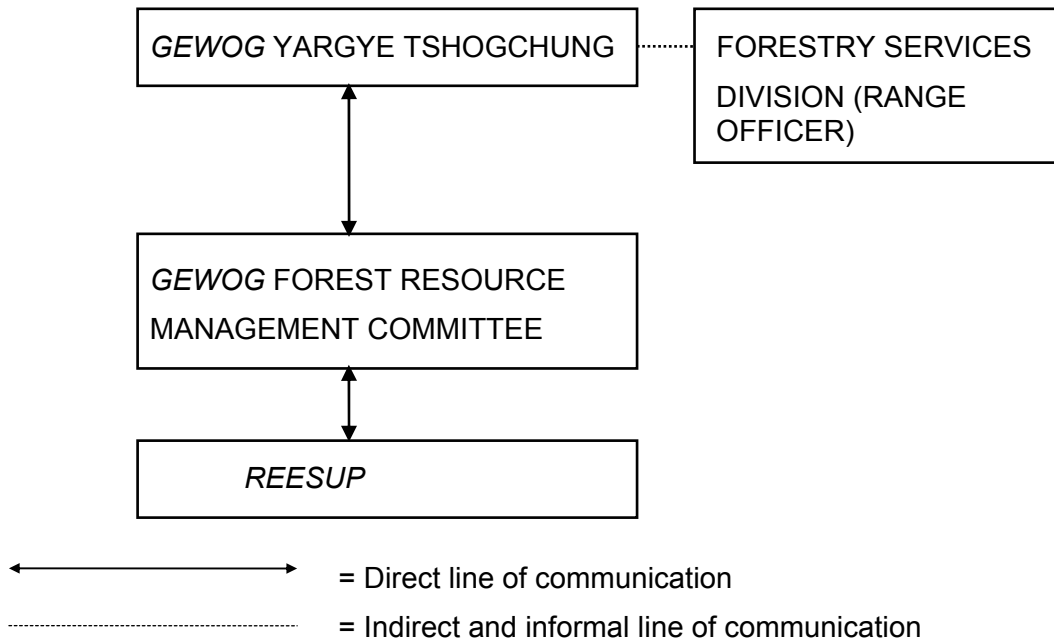 GEWOG YARGYE TSHOGCHUNG
FORESTRY SERVICES
DIVISION (RANGE
OFFICER)
GEWOG FOREST RESOURCE
MANAGEMENT COMMITTEE
REESUP
= Direct line of communication
= Indirect and informal line of communication